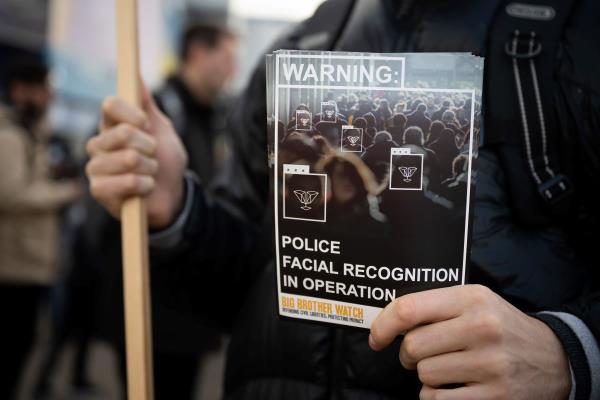 WARNING:
POLICE
FACIAL RECOGNITION
IN OPERATION
BIG BROTHER WATCH
DEFENDING CIVIL LIBERTIES, PROTECTING PRIVACY